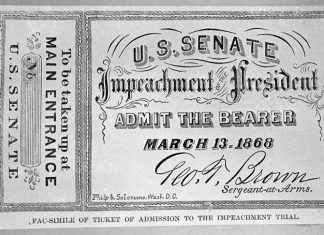 To be taken up at
MAIN ENTRANCE
U.S. SENATE
No.
U.S. SENATE
Impeachment of the President
ADMIT THE BEARER
MARCH 13·1868
Geo. T. Brown
Sergeant-at-Arms.
Philp & Solomons, Wash. D.C.
FAC-SIMILE OF TICKET OF ADMISSION TO THE IMPEACHMENT TRIAL.